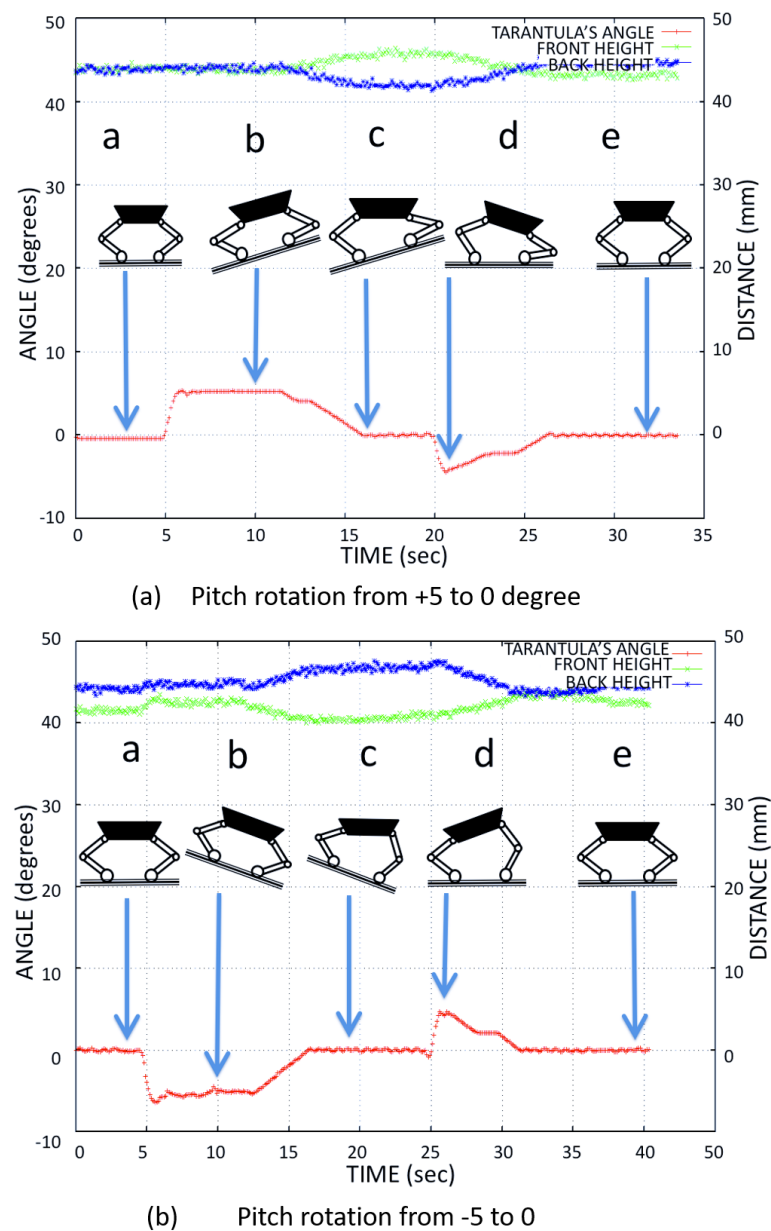 TARANTULA'S ANGLE
FRONT HEIGHT
BACK HEIGHT
50
40
30
20
10
0
-10
50
40
30
20
10
0
a b c d e
ANGLE (degrees)
DISTANCE (mm)
0 5 10 15 20 25 30 35
TIME (sec)
(a) Pitch rotation from +5 to 0 degree
TARANTULA'S ANGLE
FRONT HEIGHT
BACK HEIGHT
50
40
30
20
10
0
-10
50
40
30
20
10
0
a b c d e
ANGLE (degrees)
DISTANCE (mm)
0 5 10 15 20 25 30 35 40 50
TIME (sec)
(b) Pitch rotation from -5 to 0